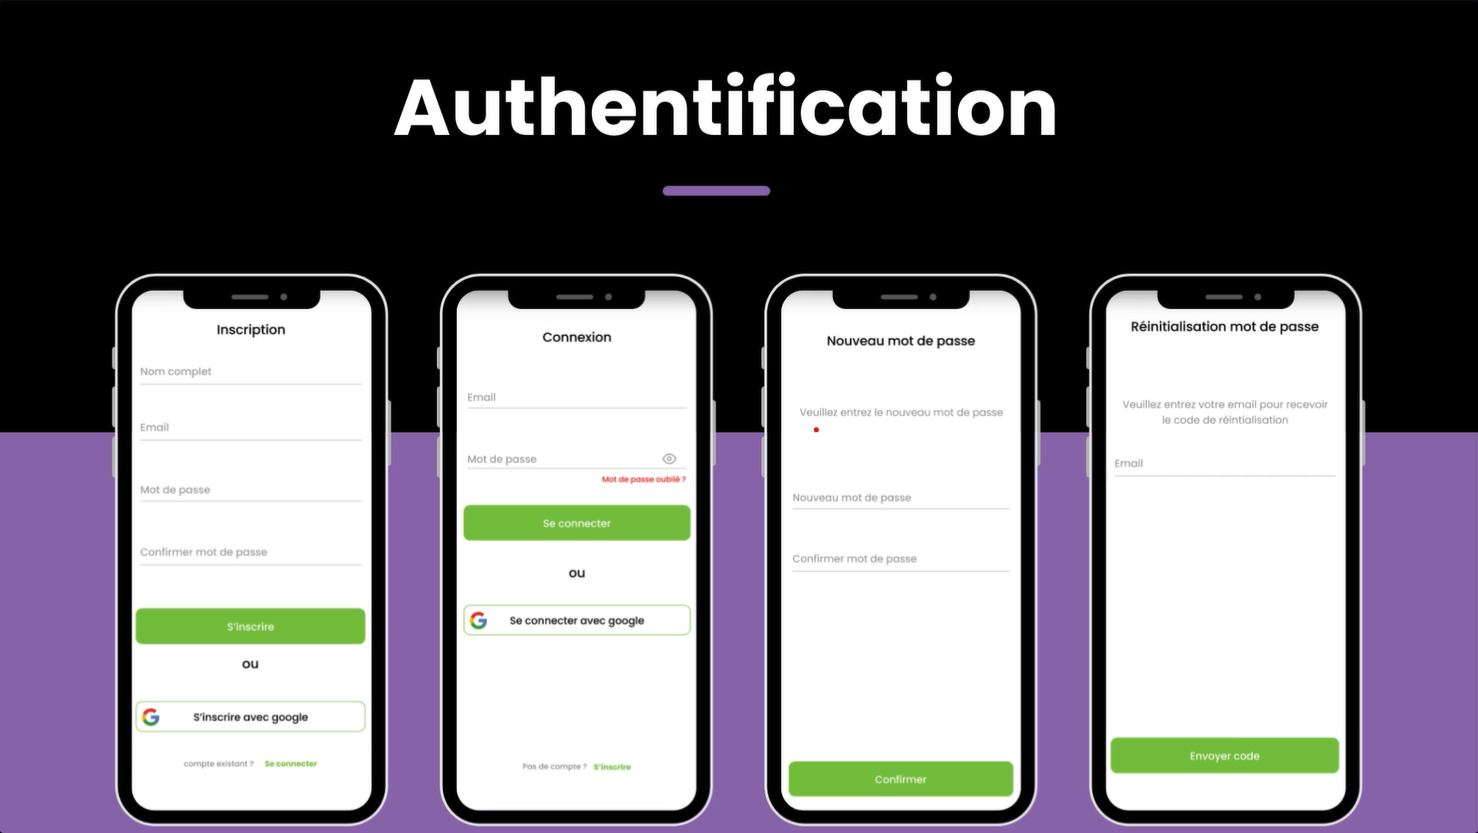 Authentification
Inscription
Nom complet
Email
Mot de passe
Confirmer mot de passe
S'inscrire
ou
S'inscrire avec google
compte existant ? Se connecter
Connexion
Email
Mot de passe
Mot de passe oublié ?
Se connecter
ou
Se connecter avec google
Pas de compte ? S'inscrire
Nouveau mot de passe
Veuillez entrez le nouveau mot de passe
Nouveau mot de passe
Confirmer mot de passe
Confirmer
Réinitialisation mot de passe
Veuillez entrez votre email pour recevoir
le code de réintialisation
Email
Envoyer code